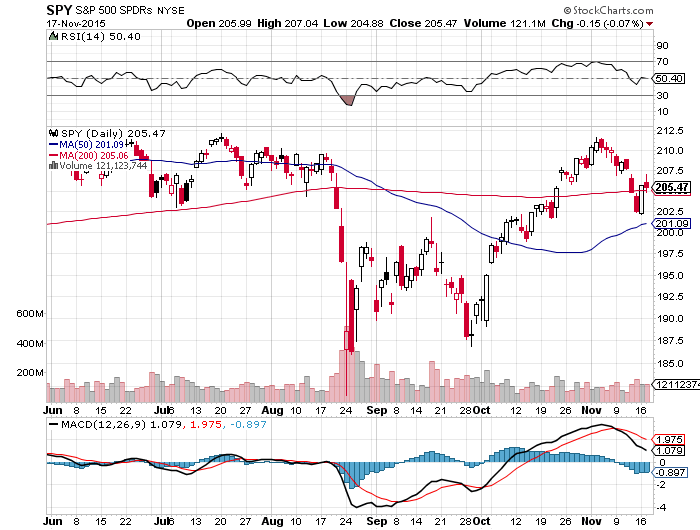 SPY S&P 500 SPDRs NYSE © StockCharts.com
17-Nov-2015 Open 205.99 High 207.04 Low 204.88 Close 205.47 Volume 121.1M Chg -0.15 (-0.07%)
RSI(14) 50.40
90
70
50.40
30
10
SPY (Daily) 205.47
MA(50) 201.09
MA(200) 205.06
Volume 121,123,744
212.5
210.0
207.5
205.47
202.5
201.09
200.0
197.5
195.0
192.5
190.0
187.5
185.0
600M
400M
200M
12112374
Jun 8 15 22 Jul 6 13 20 27 Aug 10 17 24 Sep 8 14 21 28 Oct 12 19 26 Nov 9 16
MACD(12,26,9) 1.079, 1.975, -0.897
1.975
1.079
0
-0.897
-2
-4
Jun 8 15 22 Jul 6 13 20 27 Aug 10 17 24 Sep 8 14 21 28 Oct 12 19 26 Nov 9 16